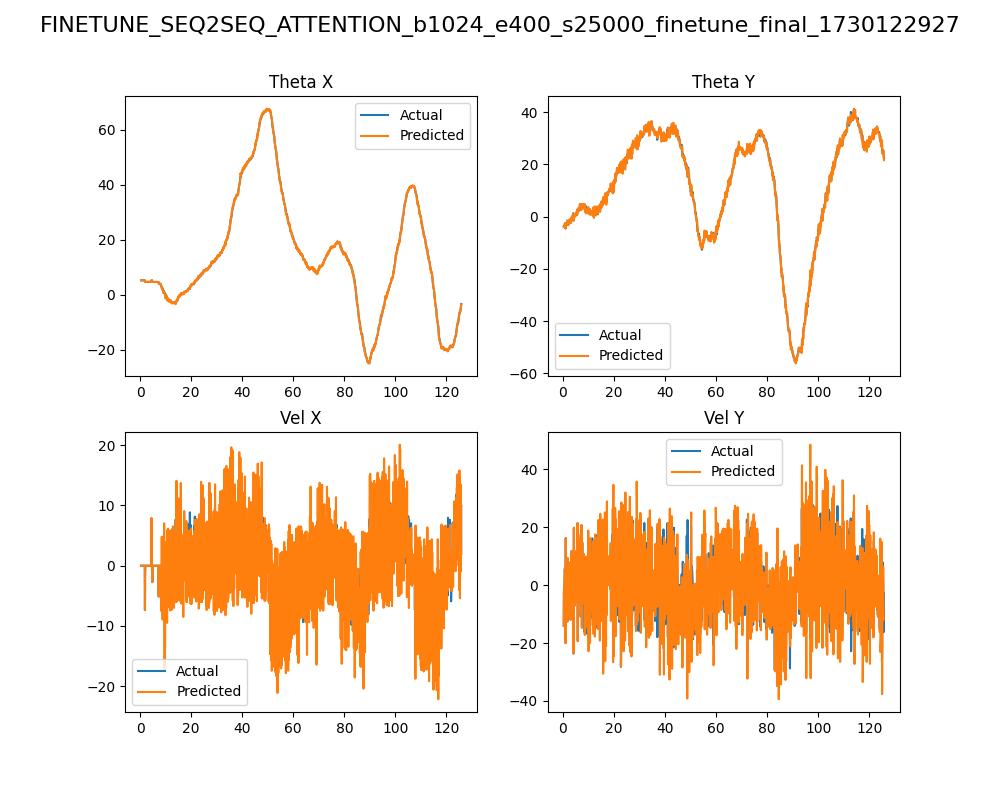 FINETUNE_SEQ2SEQ_ATTENTION_b1024_e400_s25000_finetune_final_1730122927
Theta X
Actual
Predicted
60
40
20
0
−20
0 20 40 60 80 100 120
Theta Y
Actual
Predicted
40
20
0
−20
−40
−60
0 20 40 60 80 100 120
Vel X
Actual
Predicted
20
10
0
−10
−20
0 20 40 60 80 100 120
Vel Y
Actual
Predicted
40
20
0
−20
−40
0 20 40 60 80 100 120